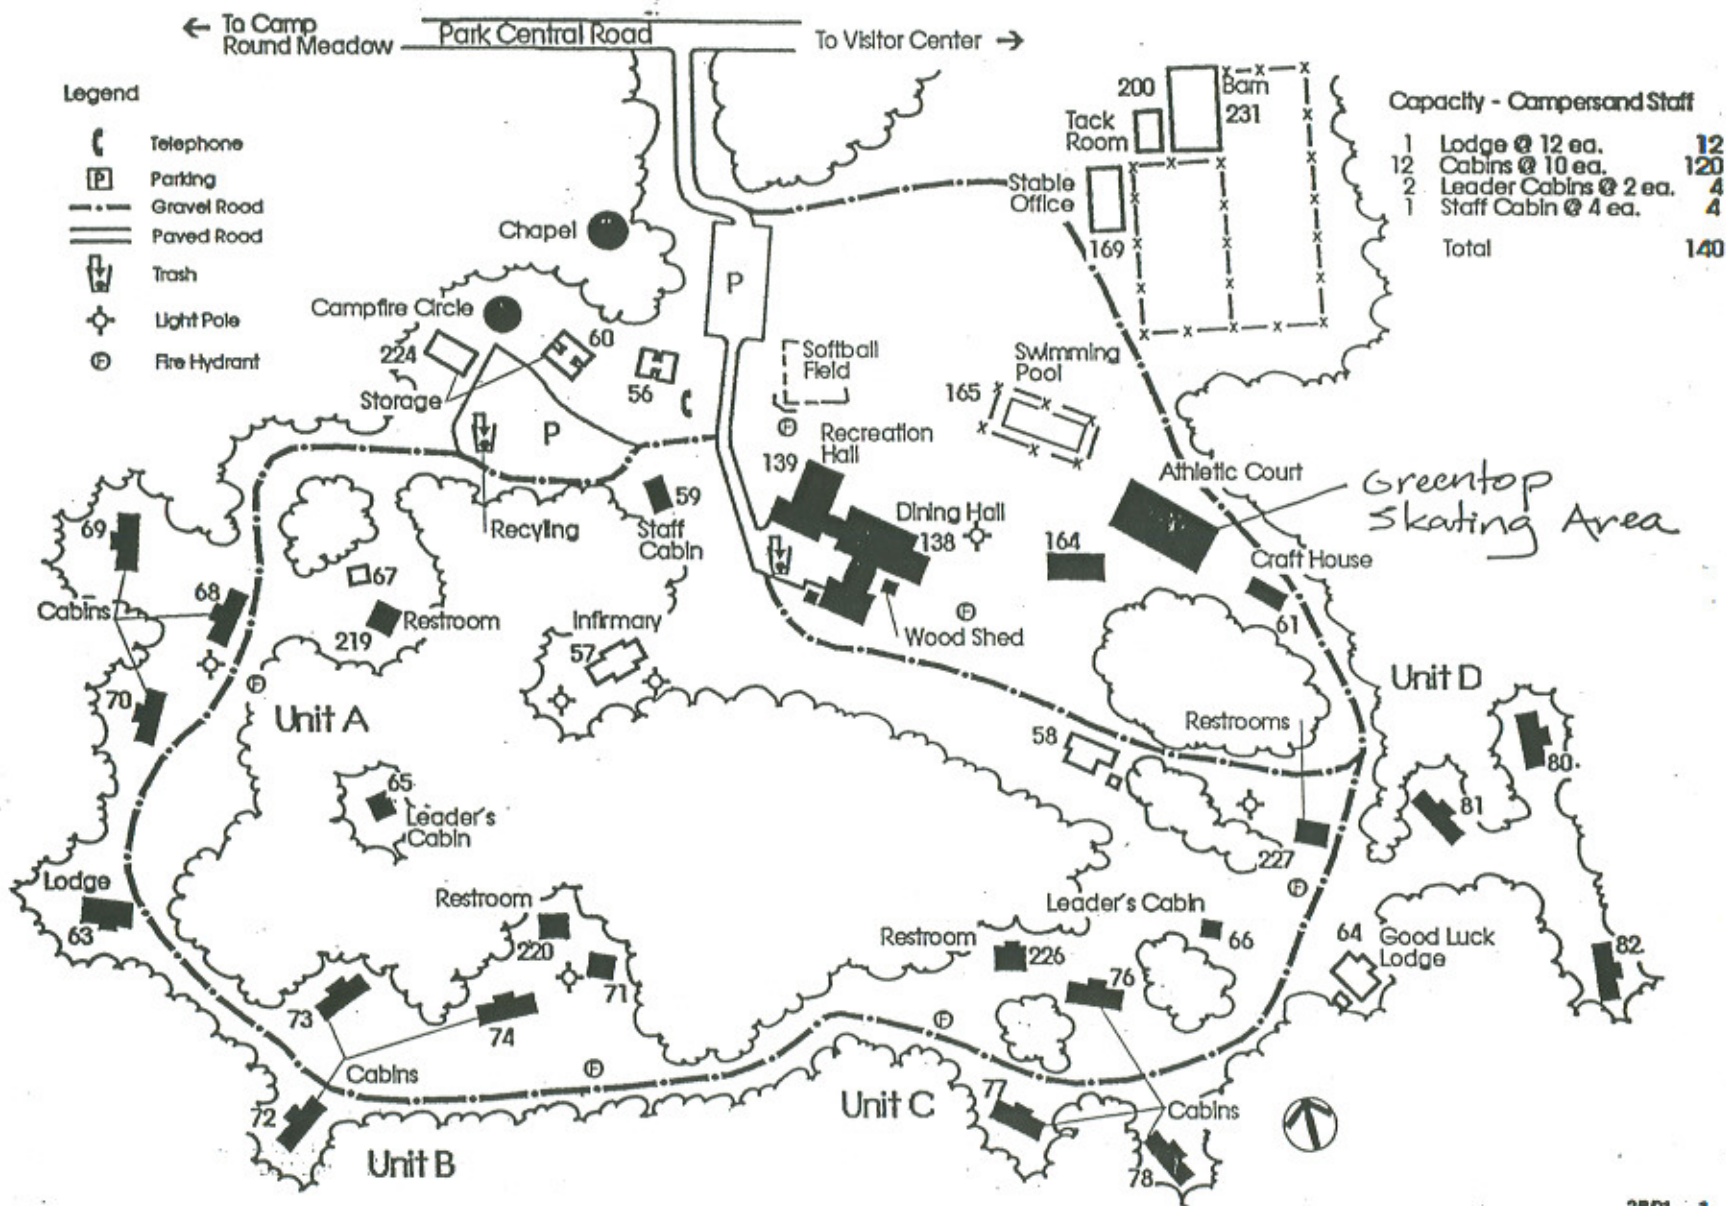 ← To Camp
Round Meadow
Park Central Road
To Visitor Center →
Legend
Telephone
P Parking
Gravel Road
Paved Road
Trash
Light Pole
F Fire Hydrant
Capacity - Campersand Staff
1 Lodge @ 12 ea. 12
12 Cabins @ 10 ea. 120
2 Leader Cabins @ 2 ea. 4
1 Staff Cabin @ 4 ea. 4
Total 140
200
Barn
231
Tack
Room
Stable
Office
169
Chapel
P
Campfire Circle
224
60
56
Storage
P
Softball
Field
Swimming
Pool
165
F
Recreation
Hall
139
Athletic Court
Greentop
Skating Area
59
Staff
Cabin
Recyling
Dining Hall
138
164
Craft House
61
69
68
67
Cabins
Restroom
219
Infirmary
57
F
Wood Shed
70
F
Unit A
Unit D
Restrooms
58
80
81
65
Leader's
Cabin
227
F
Lodge
63
Restroom
220
71
Leader's Cabin
66
Restroom
226
64
Good Luck
Lodge
82
73
74
76
F
F
Cabins
72
Unit B
Unit C
77
Cabins
78